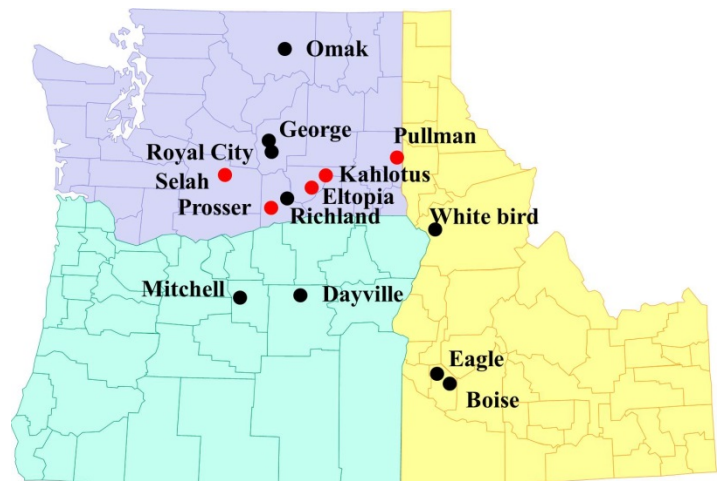 Omak
George
Pullman
Royal City
Kahlotus
Selah
Eltopia
Prosser
Richland
White bird
Mitchell
Dayville
Eagle
Boise